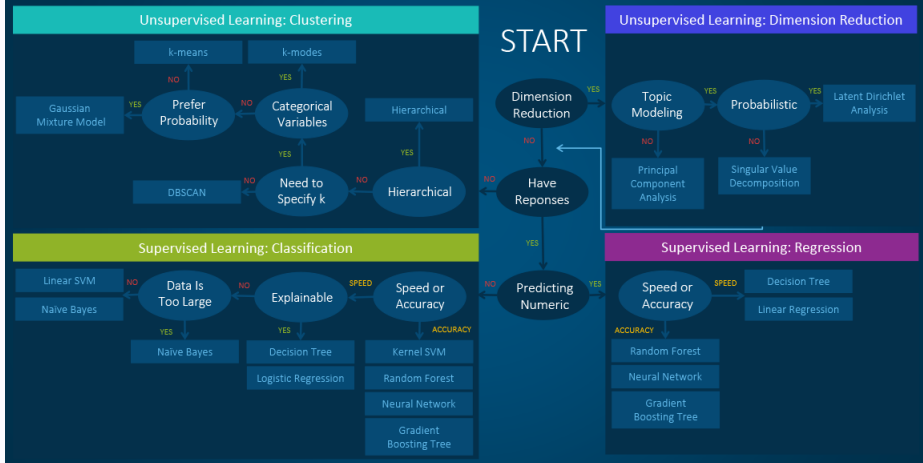 Unsupervised Learning: Clustering
k-means
k-modes
NO
YES
Gaussian
Mixture Model
YES
Prefer
Probability
NO
Categorical
Variables
Hierarchical
YES
YES
DBSCAN
NO
Need to
Specify k
NO
Hierarchical
START
Dimension
Reduction
YES
NO
NO
Have
Reponses
YES
NO
Predicting
Numeric
YES
Unsupervised Learning: Dimension Reduction
Topic
Modeling
YES
Probabilistic
YES
Latent Dirichlet
Analysis
NO
NO
Principal
Component
Analysis
Singular Value
Decomposition
Supervised Learning: Classification
Linear SVM
Naïve Bayes
NO
Data Is
Too Large
NO
Explainable
SPEED
Speed or
Accuracy
YES
YES
ACCURACY
Naïve Bayes
Decision Tree
Logistic Regression
Kernel SVM
Random Forest
Neural Network
Gradient
Boosting Tree
Supervised Learning: Regression
Speed or
Accuracy
SPEED
Decision Tree
Linear Regression
ACCURACY
Random Forest
Neural Network
Gradient
Boosting Tree